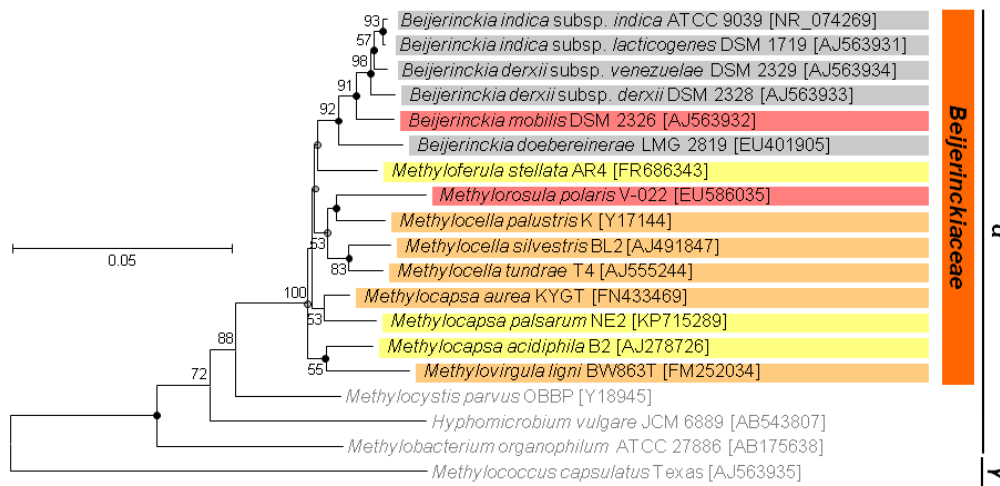 93
Beijerinckia indica subsp. indica ATCC 9039 [NR_074269]
57
Beijerinckia indica subsp. lacticogenes DSM 1719 [AJ563931]
98
Beijerinckia derxii subsp. venezuelae DSM 2329 [AJ563934]
91
Beijerinckia derxii subsp. derxii DSM 2328 [AJ563933]
92
Beijerinckia mobilis DSM 2326 [AJ563932]
Beijerinckia doebereinerae LMG 2819 [EU401905]
Methyloferula stellata AR4 [FR686343]
Methylorosula polaris V-022 [EU586035]
Methylocella palustris K [Y17144]
53
Methylocella silvestris BL2 [AJ491847]
83
Methylocella tundrae T4 [AJ555244]
0.05
100
Methylocapsa aurea KYGT [FN433469]
53
Methylocapsa palsarum NE2 [KP715289]
88
Methylocapsa acidiphila B2 [AJ278726]
55
Methylovirgula ligni BW863T [FM252034]
72
Methylocystis parvus OBBP [Y18945]
Hyphomicrobium vulgare JCM 6889 [AB543807]
Methylobacterium organophilum ATCC 27886 [AB175638]
Methylococcus capsulatus Texas [AJ563935]
Beijerinckiaceae
α
γ